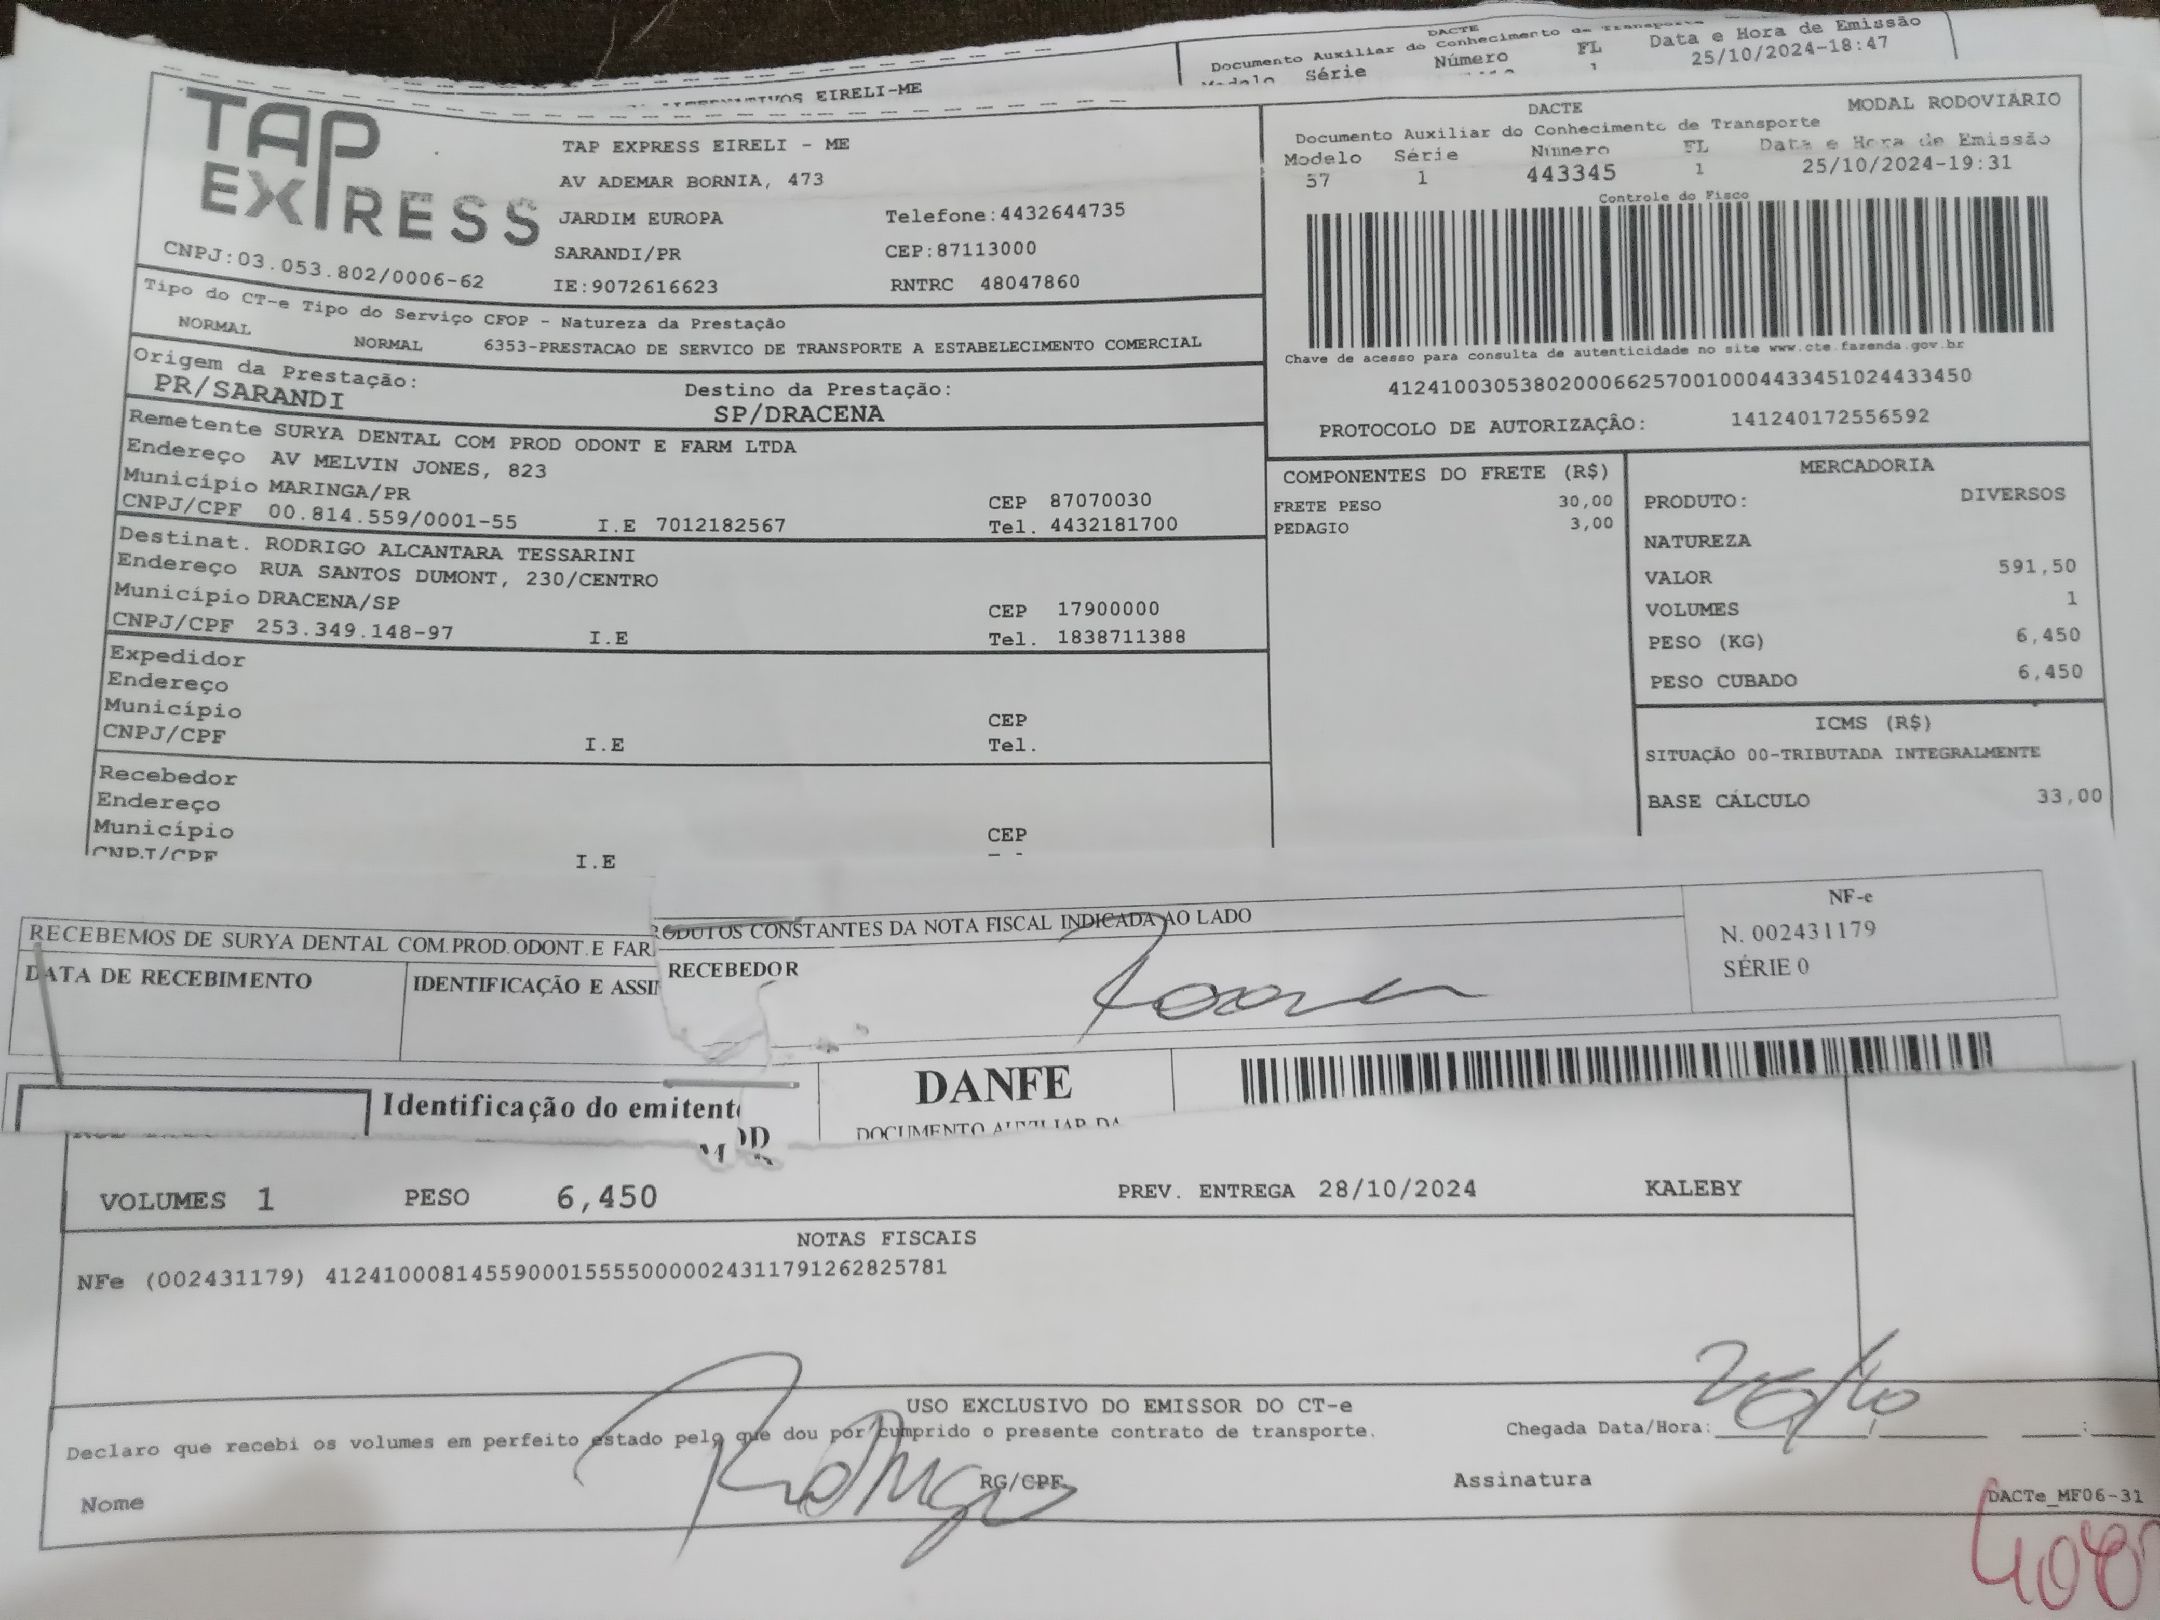 DACTE
Documento Auxiliar do Conhecimento de Transporte
Série Número FL Data e Hora de Emissão
1 25/10/2024-18:47
EIRELI-ME
TAP EXPRESS
CNPJ:03.053.802/0006-62
TAP EXPRESS EIRELI - ME
AV ADEMAR BORNIA, 473
JARDIM EUROPA Telefone:4432644735
SARANDI/PR CEP:87113000
IE:9072616623 RNTRC 48047860
DACTE MODAL RODOVIÁRIO
Documento Auxiliar do Conhecimento de Transporte
Modelo Série Número FL Data e Hora de Emissão
57 1 443345 1 25/10/2024-19:31
Controle do Fisco
Chave de acesso para consulta de autenticidade no site www.cte.fazenda.gov.br
41241003053802000662570010004433451024433450
PROTOCOLO DE AUTORIZAÇÂO: 141240172556592
Tipo do CT-e Tipo do Serviço CFOP - Natureza da Prestação
NORMAL NORMAL 6353-PRESTACAO DE SERVICO DE TRANSPORTE A ESTABELECIMENTO COMERCIAL
Origem da Prestação: Destino da Prestação:
PR/SARANDI SP/DRACENA
Remetente SURYA DENTAL COM PROD ODONT E FARM LTDA
Endereço AV MELVIN JONES, 823
Município MARINGA/PR CEP 87070030
CNPJ/CPF 00.814.559/0001-55 I.E 7012182567 Tel. 4432181700
Destinat. RODRIGO ALCANTARA TESSARINI
Endereço RUA SANTOS DUMONT, 230/CENTRO
Município DRACENA/SP CEP 17900000
CNPJ/CPF 253.349.148-97 I.E Tel. 1838711388
Expedidor
Endereço
Município CEP
CNPJ/CPF I.E Tel.
Recebedor
Endereço
Município CEP
CNPJ/CPF I.E
COMPONENTES DO FRETE (R$)
FRETE PESO 30,00
PEDAGIO 3,00
MERCADORIA
PRODUTO: DIVERSOS
NATUREZA
VALOR 591,50
VOLUMES 1
PESO (KG) 6,450
PESO CUBADO 6,450
ICMS (R$)
SITUAÇÃO 00-TRIBUTADA INTEGRALMENTE
BASE CÁLCULO 33,00
RECEBEMOS DE SURYA DENTAL COM.PROD.ODONT.E FAR
PRODUTOS CONSTANTES DA NOTA FISCAL INDICADA AO LADO
DATA DE RECEBIMENTO IDENTIFICAÇÃO E ASSI RECEBEDOR
NF-e
N. 002431179
SÉRIE 0
Identificação do emitente
DANFE
DOCUMENTO AUXILIAR DA
VOLUMES 1 PESO 6,450 PREV. ENTREGA 28/10/2024 KALEBY
NOTAS FISCAIS
NFe (002431179) 41241000814559000155550000024311791262825781
USO EXCLUSIVO DO EMISSOR DO CT-e
Declaro que recebi os volumes em perfeito estado pelo que dou por cumprido o presente contrato de transporte.
Chegada Data/Hora: 26/10
Nome Rodrigo RG/CPF Assinatura
DACTe_MF06-31